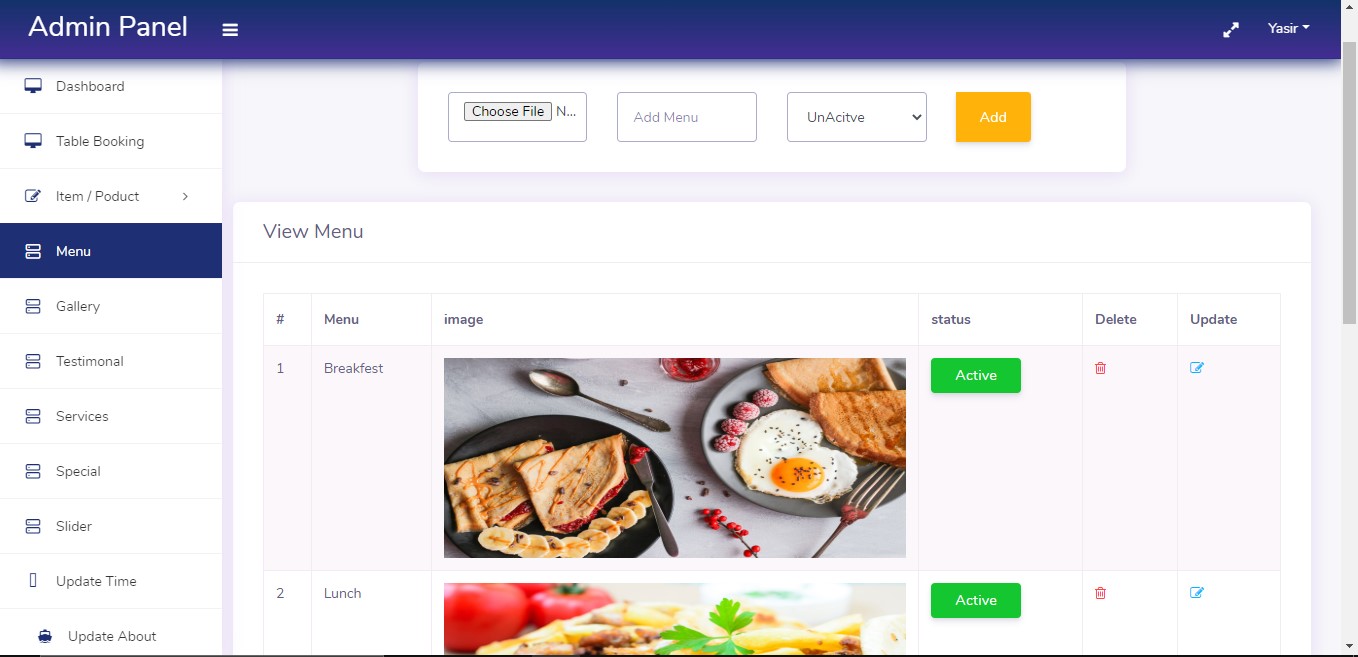 Admin Panel
Yasir
Dashboard
Table Booking
Item / Poduct
Menu
Gallery
Testimonal
Services
Special
Slider
Update Time
Update About
Choose File N...
Add Menu
UnAcitve
Add
View Menu
# Menu image status Delete Update
1 Breakfest Active
2 Lunch Active